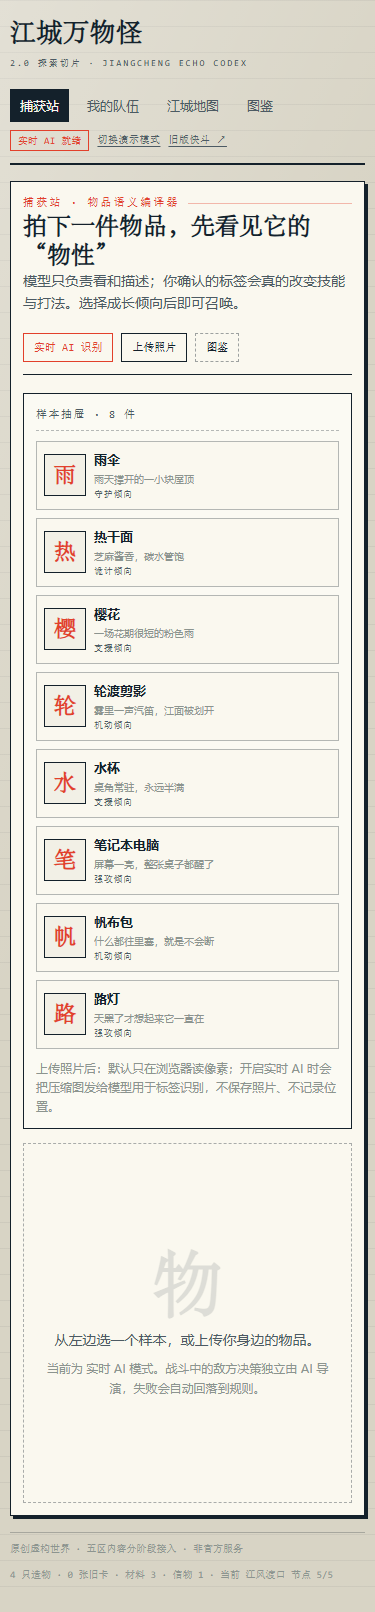 江城万物怪
2.0 探索切片 · JIANGCHENG ECHO CODEX
捕获站 我的队伍 江城地图 图鉴
实时 AI 就绪 切换演示模式 旧版快斗 ↗
捕获站 · 物品语义编译器
拍下一件物品，先看见它的
“物性”
模型只负责看和描述；你确认的标签会真的改变技能
与打法。选择成长倾向后即可召唤。
实时 AI 识别 上传照片 图鉴
样本抽屉 · 8 件
雨
雨伞
雨天撑开的一小块屋顶
守护倾向
热
热干面
芝麻酱香，碳水管饱
诡计倾向
樱
樱花
一场花期很短的粉色雨
支援倾向
轮
轮渡剪影
雾里一声汽笛，江面被划开
机动倾向
水
水杯
桌角常驻，永远半满
支援倾向
笔
笔记本电脑
屏幕一亮，整张桌子都醒了
强攻倾向
帆
帆布包
什么都往里塞，就是不会断
机动倾向
路
路灯
天黑了才想起来它一直在
强攻倾向
上传照片后：默认只在浏览器读像素；开启实时 AI 时会
把压缩图发给模型用于标签识别，不保存照片、不记录位
置。
物
从左边选一个样本，或上传你身边的物品。
当前为 实时 AI 模式。战斗中的敌方决策独立由 AI 导
演，失败会自动回落到规则。
原创虚构世界 · 五区内容分阶段接入 · 非官方服务
4 只造物 · 0 张旧卡 · 材料 3 · 信物 1 · 当前 江风渡口 节点 5/5